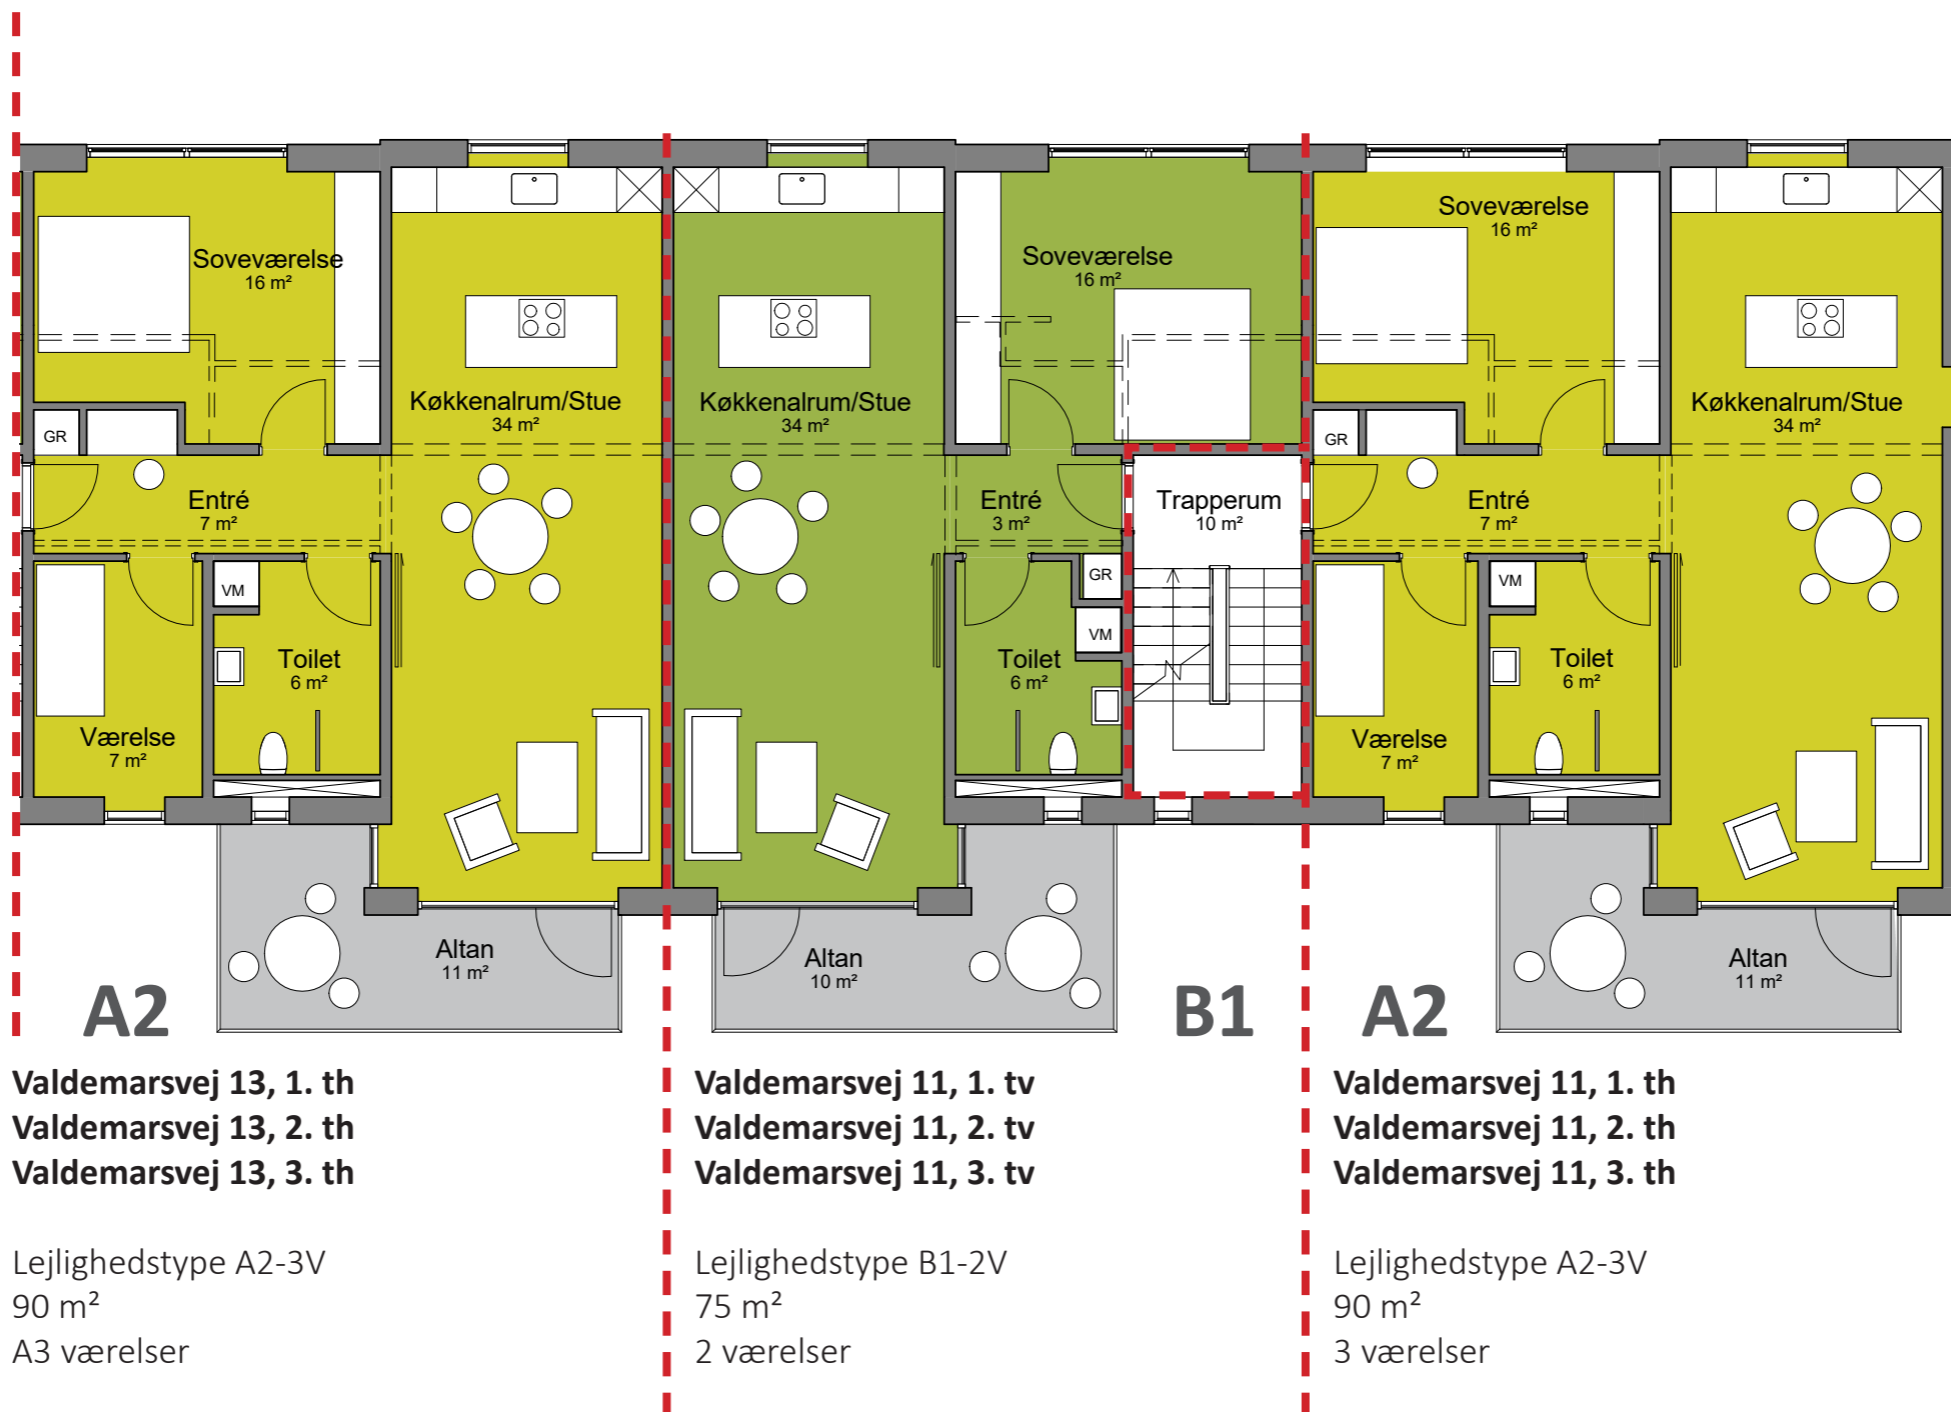 Soveværelse
16 m²
Køkkenalrum/Stue
34 m²
GR
Entré
7 m²
VM
Toilet
6 m²
Værelse
7 m²
Altan
11 m²
A2
Køkkenalrum/Stue
34 m²
Soveværelse
16 m²
Entré
3 m²
Trapperum
10 m²
GR
VM
Toilet
6 m²
Altan
10 m²
B1
Soveværelse
16 m²
Køkkenalrum/Stue
34 m²
GR
Entré
7 m²
VM
Toilet
6 m²
Værelse
7 m²
Altan
11 m²
A2
Valdemarsvej 13, 1. th
Valdemarsvej 13, 2. th
Valdemarsvej 13, 3. th
Lejlighedstype A2-3V
90 m²
A3 værelser
Valdemarsvej 11, 1. tv
Valdemarsvej 11, 2. tv
Valdemarsvej 11, 3. tv
Lejlighedstype B1-2V
75 m²
2 værelser
Valdemarsvej 11, 1. th
Valdemarsvej 11, 2. th
Valdemarsvej 11, 3. th
Lejlighedstype A2-3V
90 m²
3 værelser